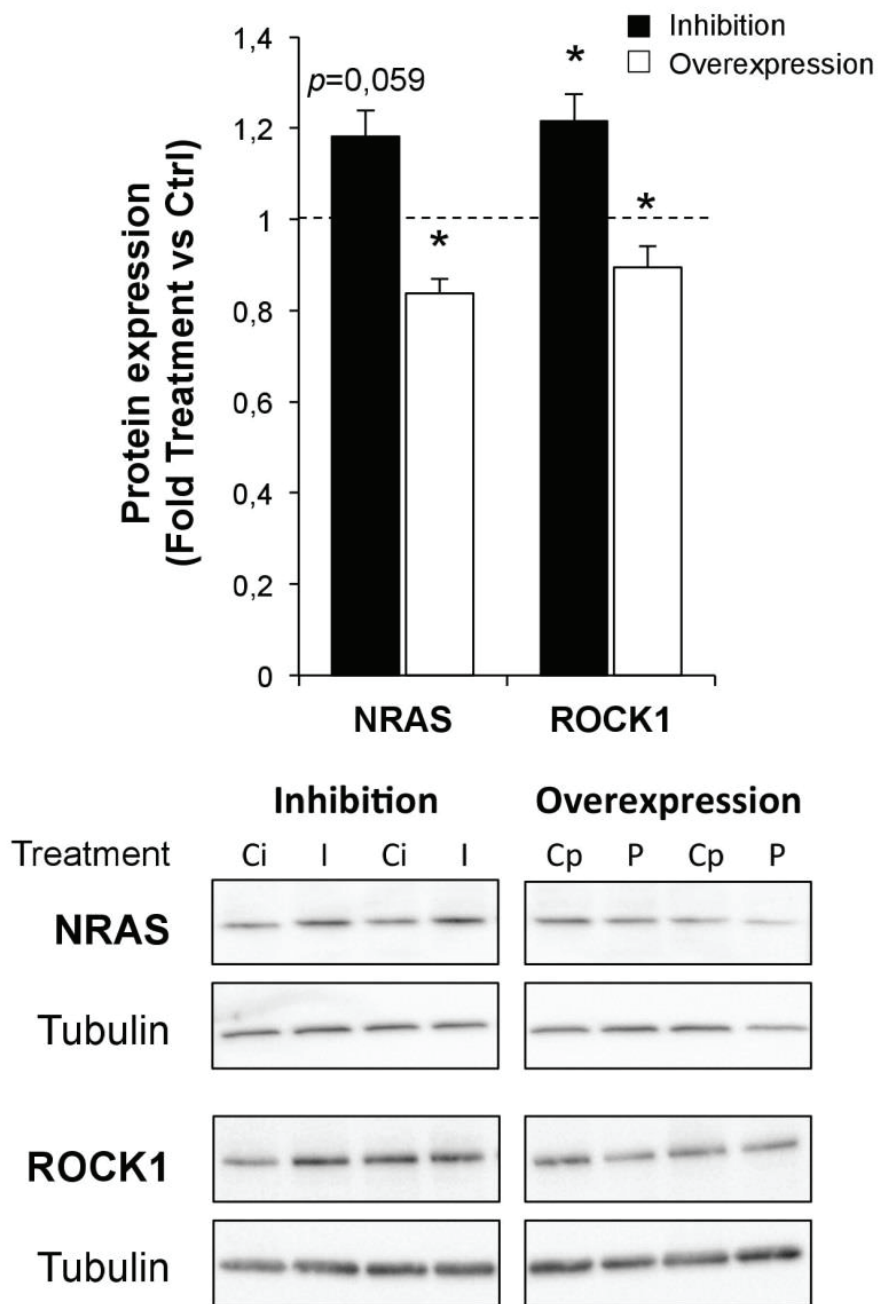 Inhibition
Overexpression
1,4
1,2
1
0,8
0,6
0,4
0,2
0
Protein expression
(Fold Treatment vs Ctrl)
p=0,059
*
*
*
NRAS ROCK1
Inhibition Overexpression
Treatment Ci I Ci I Cp P Cp P
NRAS
Tubulin
ROCK1
Tubulin